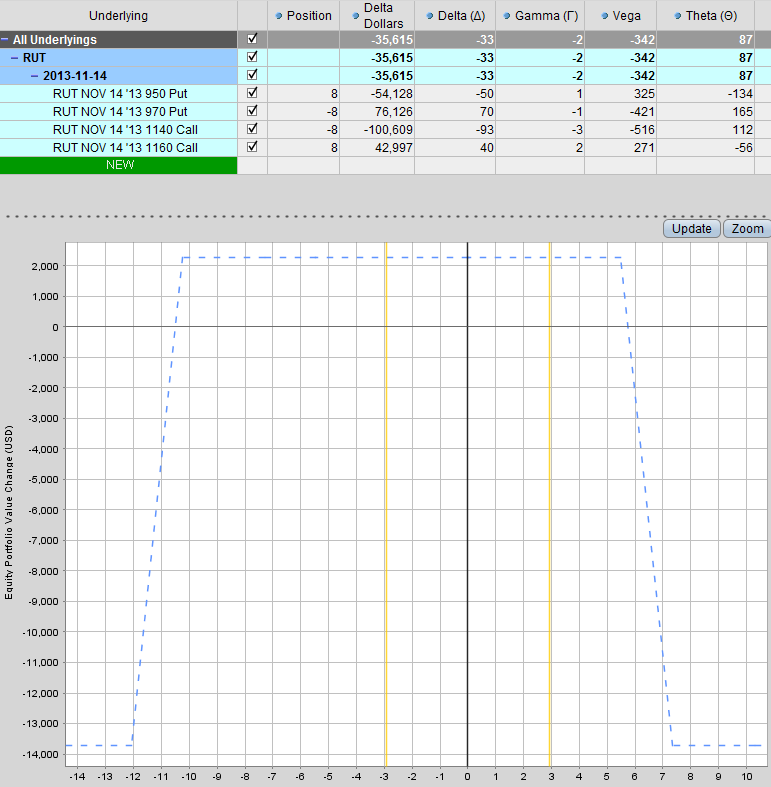 Underlying Position Delta Dollars Delta (Δ) Gamma (Γ) Vega Theta (Θ)
− All Underlyings -35,615 -33 -2 -342 87
− RUT -35,615 -33 -2 -342 87
− 2013-11-14 -35,615 -33 -2 -342 87
RUT NOV 14 '13 950 Put 8 -54,128 -50 1 325 -134
RUT NOV 14 '13 970 Put -8 76,126 70 -1 -421 165
RUT NOV 14 '13 1140 Call -8 -100,609 -93 -3 -516 112
RUT NOV 14 '13 1160 Call 8 42,997 40 2 271 -56
NEW
Update Zoom
Equity Portfolio Value Change (USD)
2,000
1,000
0
-1,000
-2,000
-3,000
-4,000
-5,000
-6,000
-7,000
-8,000
-9,000
-10,000
-11,000
-12,000
-13,000
-14,000
-14 -13 -12 -11 -10 -9 -8 -7 -6 -5 -4 -3 -2 -1 0 1 2 3 4 5 6 7 8 9 10